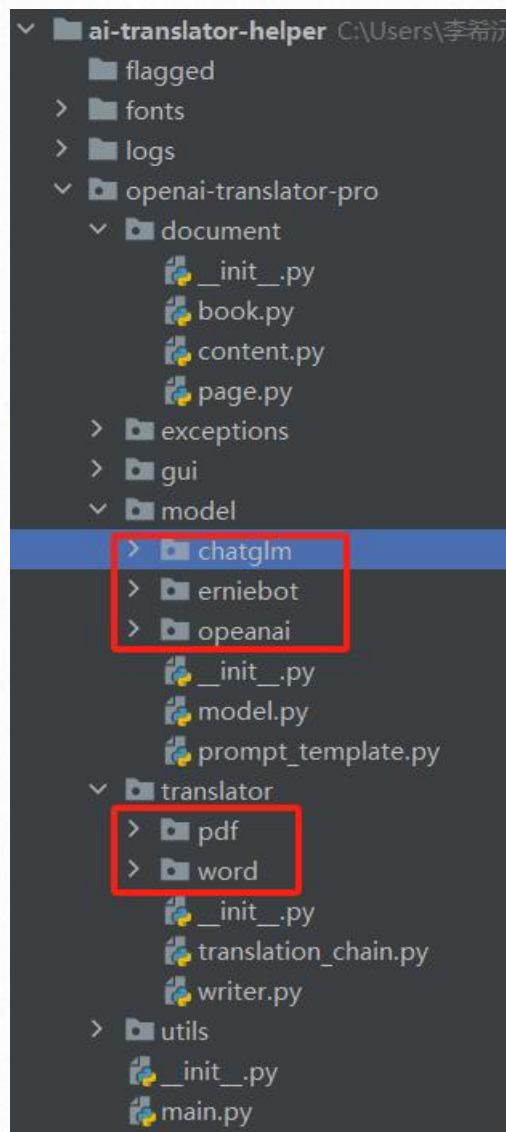 ai-translator-helper C:\Users\李希沅
flagged
fonts
logs
openai-translator-pro
document
__init__.py
book.py
content.py
page.py
exceptions
gui
model
chatglm
erniebot
opeanai
__init__.py
model.py
prompt_template.py
translator
pdf
word
__init__.py
translation_chain.py
writer.py
utils
__init__.py
main.py